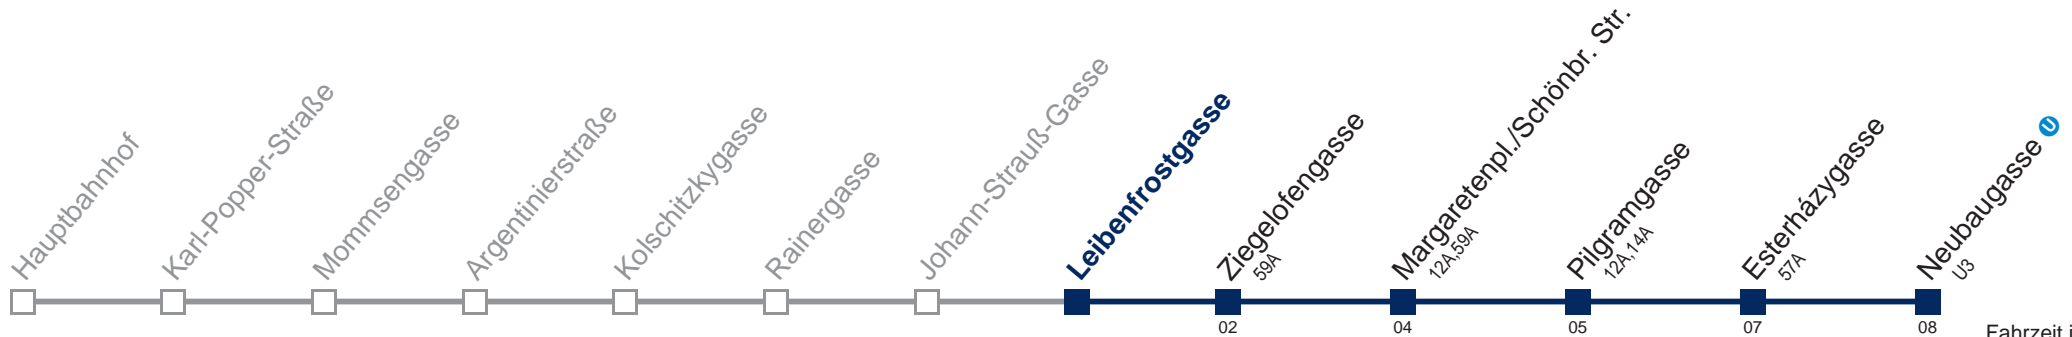 Hauptbahnhof
Karl-Popper-Straße
Mommsengasse
Argentinierstraße
Kolschitzkygasse
Rainergasse
Johann-Strauß-Gasse
Leibenfrostgasse
Ziegelofengasse
59A
Margaretenpl./Schönbr. Str.
12A,59A
Pilgramgasse
12A,14A
Esterházygasse
57A
Neubaugasse U
U3
02
04
05
07
08
Fahrzeit i